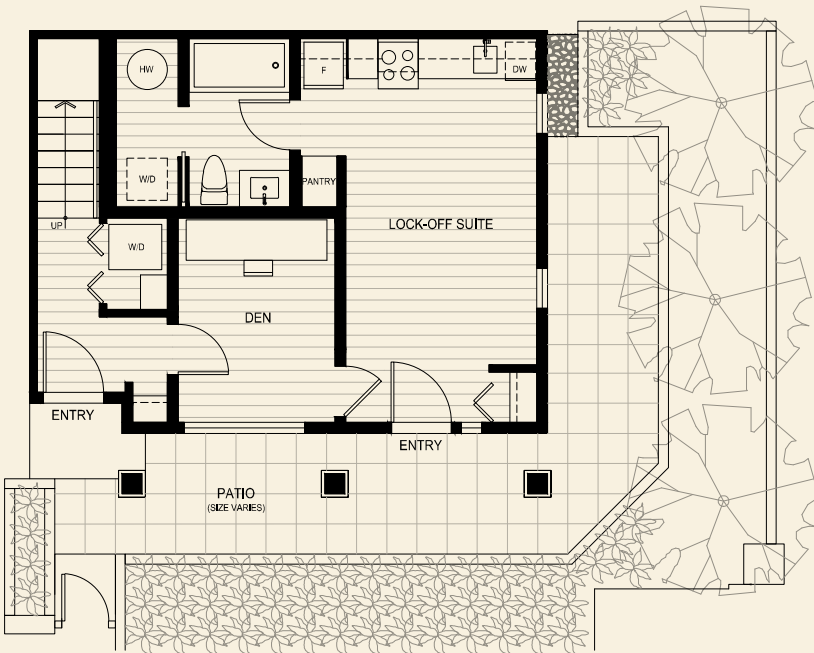 HW
F
DW
W/D
PANTRY
UP
W/D
LOCK-OFF SUITE
DEN
ENTRY
ENTRY
PATIO
(SIZE VARIES)